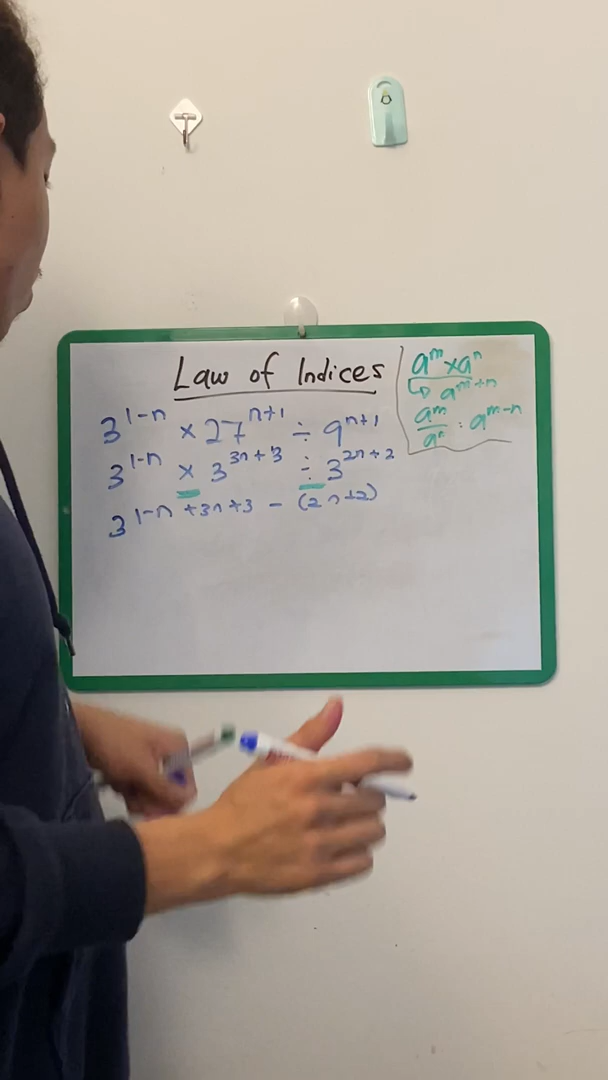 Law of Indices
3^{1-n} × 27^{n+1} ÷ 9^{n+1}
3^{1-n} × 3^{3n+3} ÷ 3^{2n+2}
3^{1-n+3n+3-(2n+2)}
a^m × a^n
↳ a^{m+n}
a^m/a^n : a^{m-n}